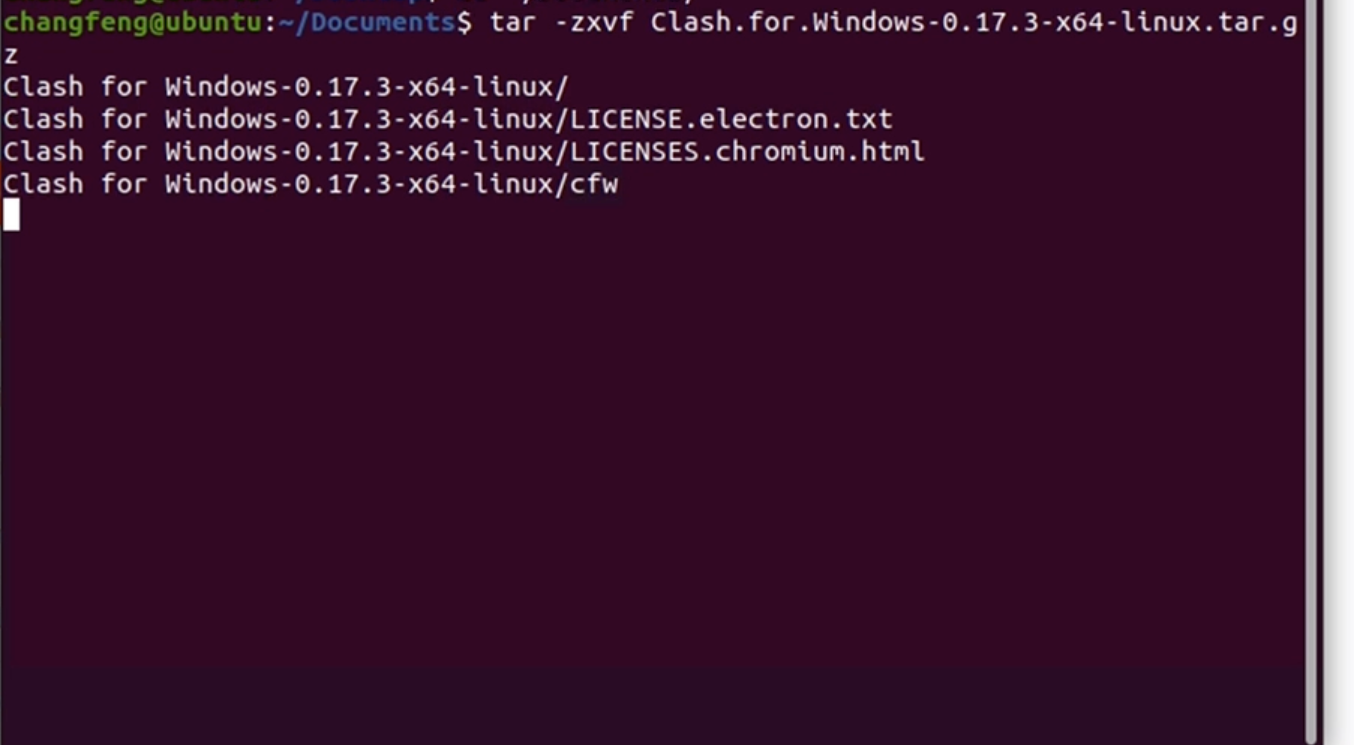 changfeng@ubuntu:~/Documents$ tar -zxvf Clash.for.Windows-0.17.3-x64-linux.tar.g
z
Clash for Windows-0.17.3-x64-linux/
Clash for Windows-0.17.3-x64-linux/LICENSE.electron.txt
Clash for Windows-0.17.3-x64-linux/LICENSES.chromium.html
Clash for Windows-0.17.3-x64-linux/cfw